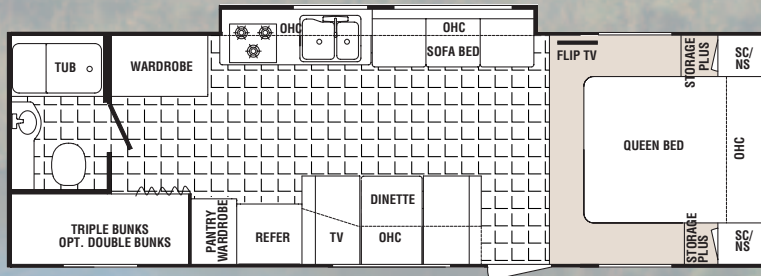 OHC
OHC
SOFA BED
TUB
WARDROBE
FLIP TV
STORAGE
PLUS
SC/
NS
QUEEN BED
OHC
DINETTE
TRIPLE BUNKS
OPT. DOUBLE BUNKS
PANTRY
WARDROBE
REFER
TV
OHC
STORAGE
PLUS
SC/
NS